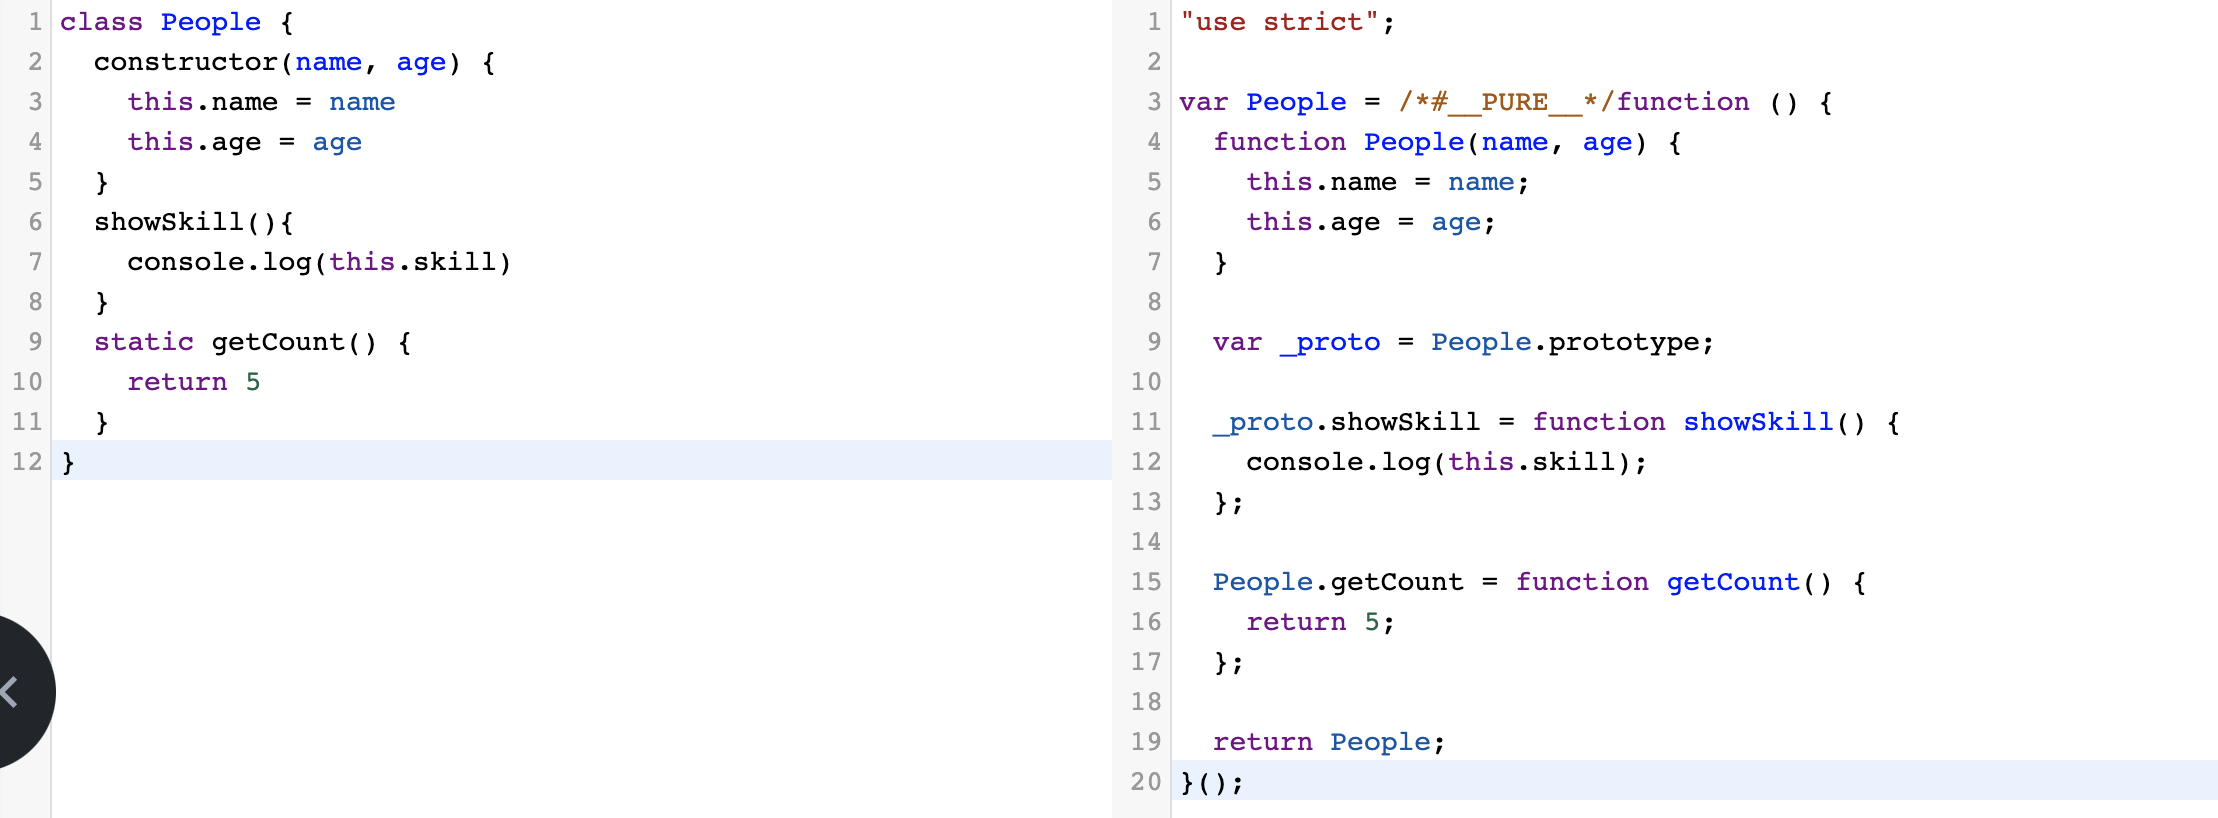 1 class People {
2   constructor(name, age) {
3     this.name = name
4     this.age = age
5   }
6   showSkill(){
7     console.log(this.skill)
8   }
9   static getCount() {
10     return 5
11   }
12 }
1 "use strict";
2
3 var People = /*#__PURE__*/function () {
4   function People(name, age) {
5     this.name = name;
6     this.age = age;
7   }
8
9   var _proto = People.prototype;
10
11   _proto.showSkill = function showSkill() {
12     console.log(this.skill);
13   };
14
15   People.getCount = function getCount() {
16     return 5;
17   };
18
19   return People;
20 }();